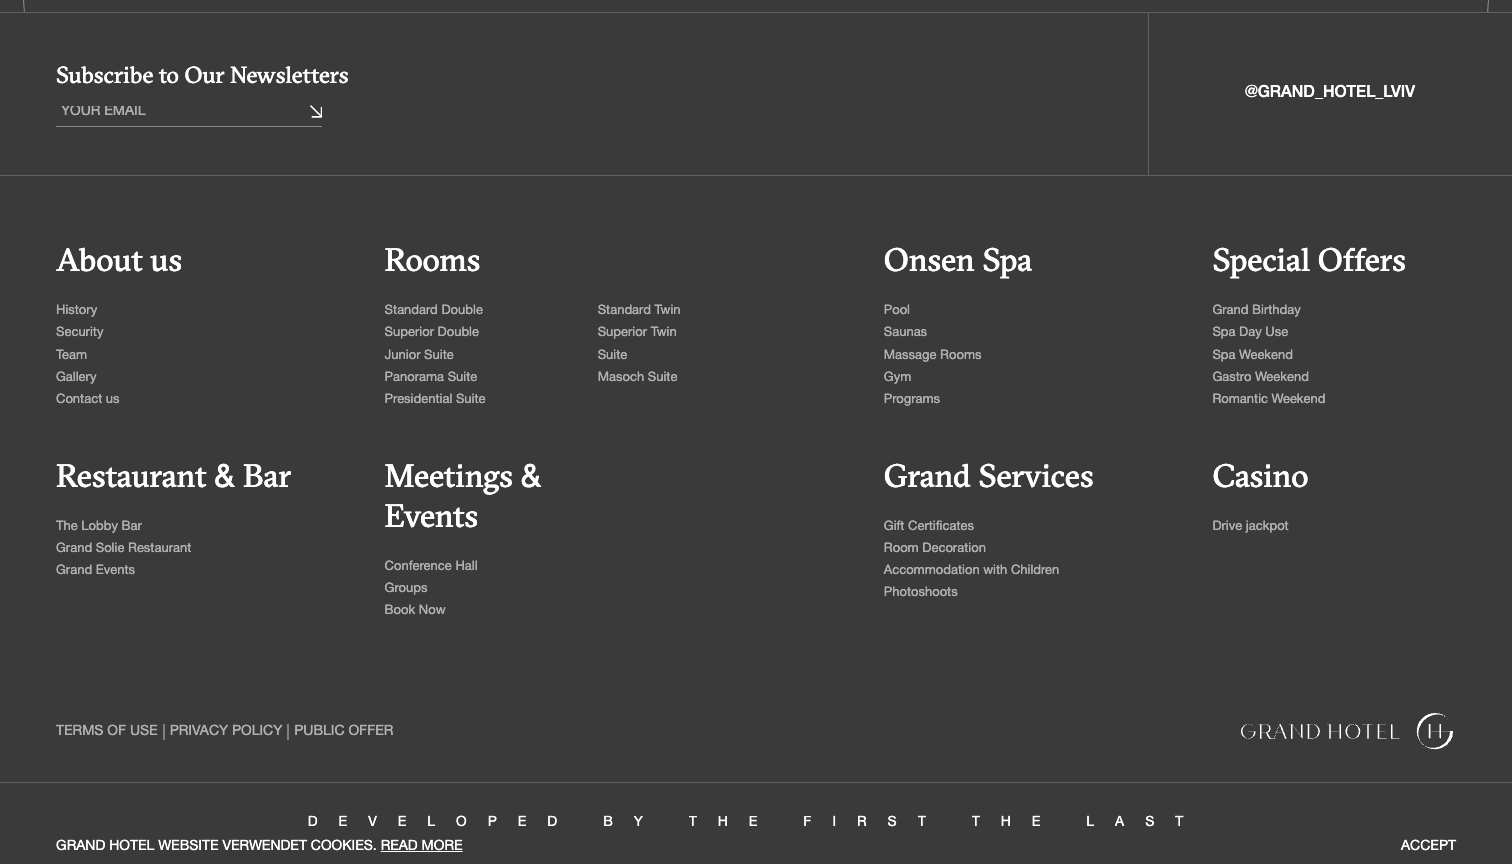 Subscribe to Our Newsletters
YOUR EMAIL
@GRAND_HOTEL_LVIV
About us
History
Security
Team
Gallery
Contact us
Rooms
Standard Double
Superior Double
Junior Suite
Panorama Suite
Presidential Suite
Standard Twin
Superior Twin
Suite
Masoch Suite
Onsen Spa
Pool
Saunas
Massage Rooms
Gym
Programs
Special Offers
Grand Birthday
Spa Day Use
Spa Weekend
Gastro Weekend
Romantic Weekend
Restaurant & Bar
The Lobby Bar
Grand Solie Restaurant
Grand Events
Meetings &
Events
Conference Hall
Groups
Book Now
Grand Services
Gift Certificates
Room Decoration
Accommodation with Children
Photoshoots
Casino
Drive jackpot
TERMS OF USE | PRIVACY POLICY | PUBLIC OFFER
GRAND HOTEL GH
DEVELOPED BY THE FIRST THE LAST
GRAND HOTEL WEBSITE VERWENDET COOKIES. READ MORE
ACCEPT